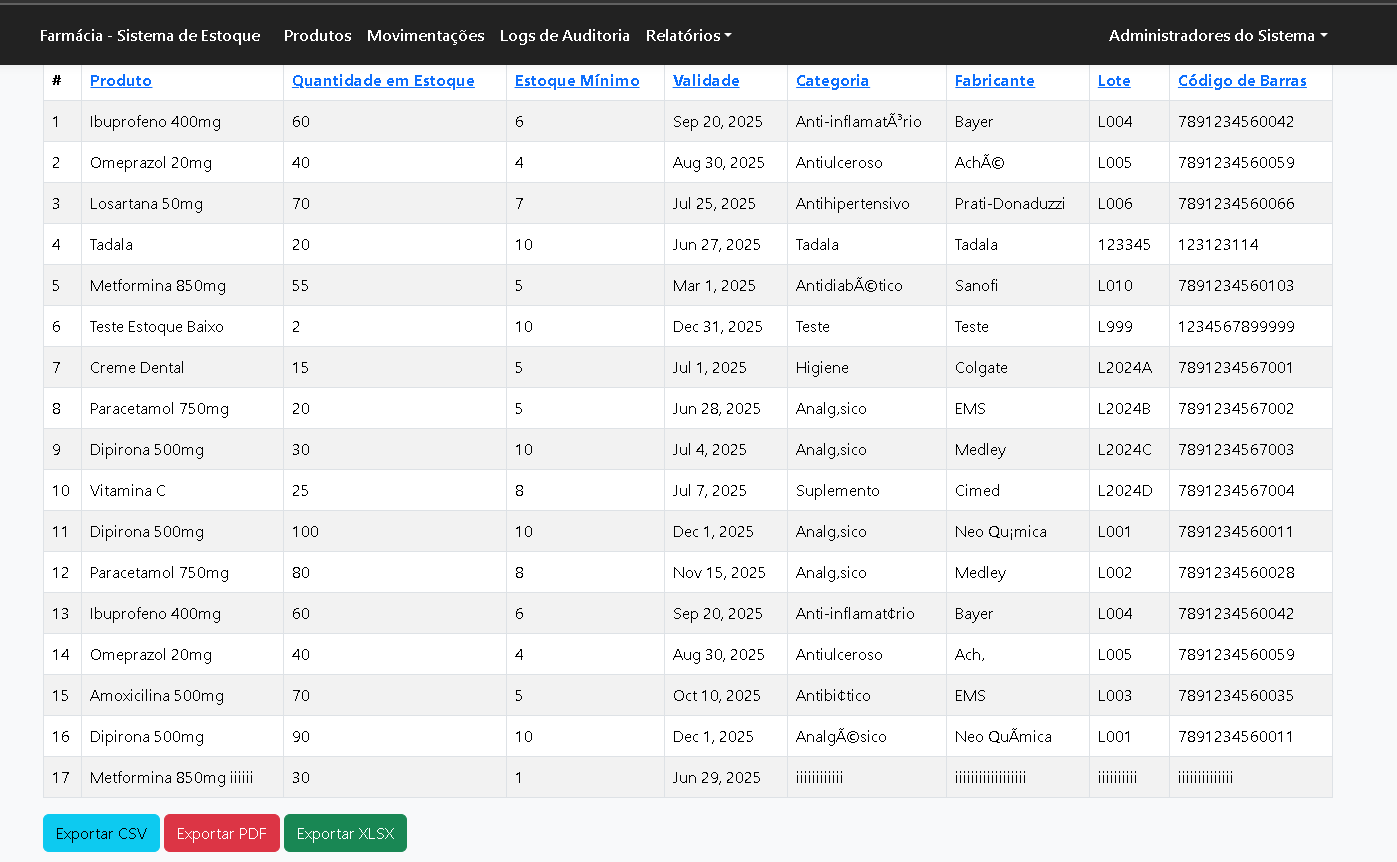 Farmácia - Sistema de Estoque Produtos Movimentações Logs de Auditoria Relatórios Administradores do Sistema
# Produto Quantidade em Estoque Estoque Mínimo Validade Categoria Fabricante Lote Código de Barras
1 Ibuprofeno 400mg 60 6 Sep 20, 2025 Anti-inflamatÃ³rio Bayer L004 7891234560042
2 Omeprazol 20mg 40 4 Aug 30, 2025 Antiulceroso AchÃ© L005 7891234560059
3 Losartana 50mg 70 7 Jul 25, 2025 Antihipertensivo Prati-Donaduzzi L006 7891234560066
4 Tadala 20 10 Jun 27, 2025 Tadala Tadala 123345 123123114
5 Metformina 850mg 55 5 Mar 1, 2025 AntidiabÃ©tico Sanofi L010 7891234560103
6 Teste Estoque Baixo 2 10 Dec 31, 2025 Teste Teste L999 1234567899999
7 Creme Dental 15 5 Jul 1, 2025 Higiene Colgate L2024A 7891234567001
8 Paracetamol 750mg 20 5 Jun 28, 2025 Analg‚sico EMS L2024B 7891234567002
9 Dipirona 500mg 30 10 Jul 4, 2025 Analg‚sico Medley L2024C 7891234567003
10 Vitamina C 25 8 Jul 7, 2025 Suplemento Cimed L2024D 7891234567004
11 Dipirona 500mg 100 10 Dec 1, 2025 Analg‚sico Neo Qu¡mica L001 7891234560011
12 Paracetamol 750mg 80 8 Nov 15, 2025 Analg‚sico Medley L002 7891234560028
13 Ibuprofeno 400mg 60 6 Sep 20, 2025 Anti-inflamat¢rio Bayer L004 7891234560042
14 Omeprazol 20mg 40 4 Aug 30, 2025 Antiulceroso Ach‚ L005 7891234560059
15 Amoxicilina 500mg 70 5 Oct 10, 2025 Antibi¢tico EMS L003 7891234560035
16 Dipirona 500mg 90 10 Dec 1, 2025 AnalgÃ©sico Neo QuÃmica L001 7891234560011
17 Metformina 850mg iiiiii 30 1 Jun 29, 2025 iiiiiiiiiiii iiiiiiiiiiiiiiiiii iiiiiiiiii iiiiiiiiiiiiii
Exportar CSV Exportar PDF Exportar XLSX